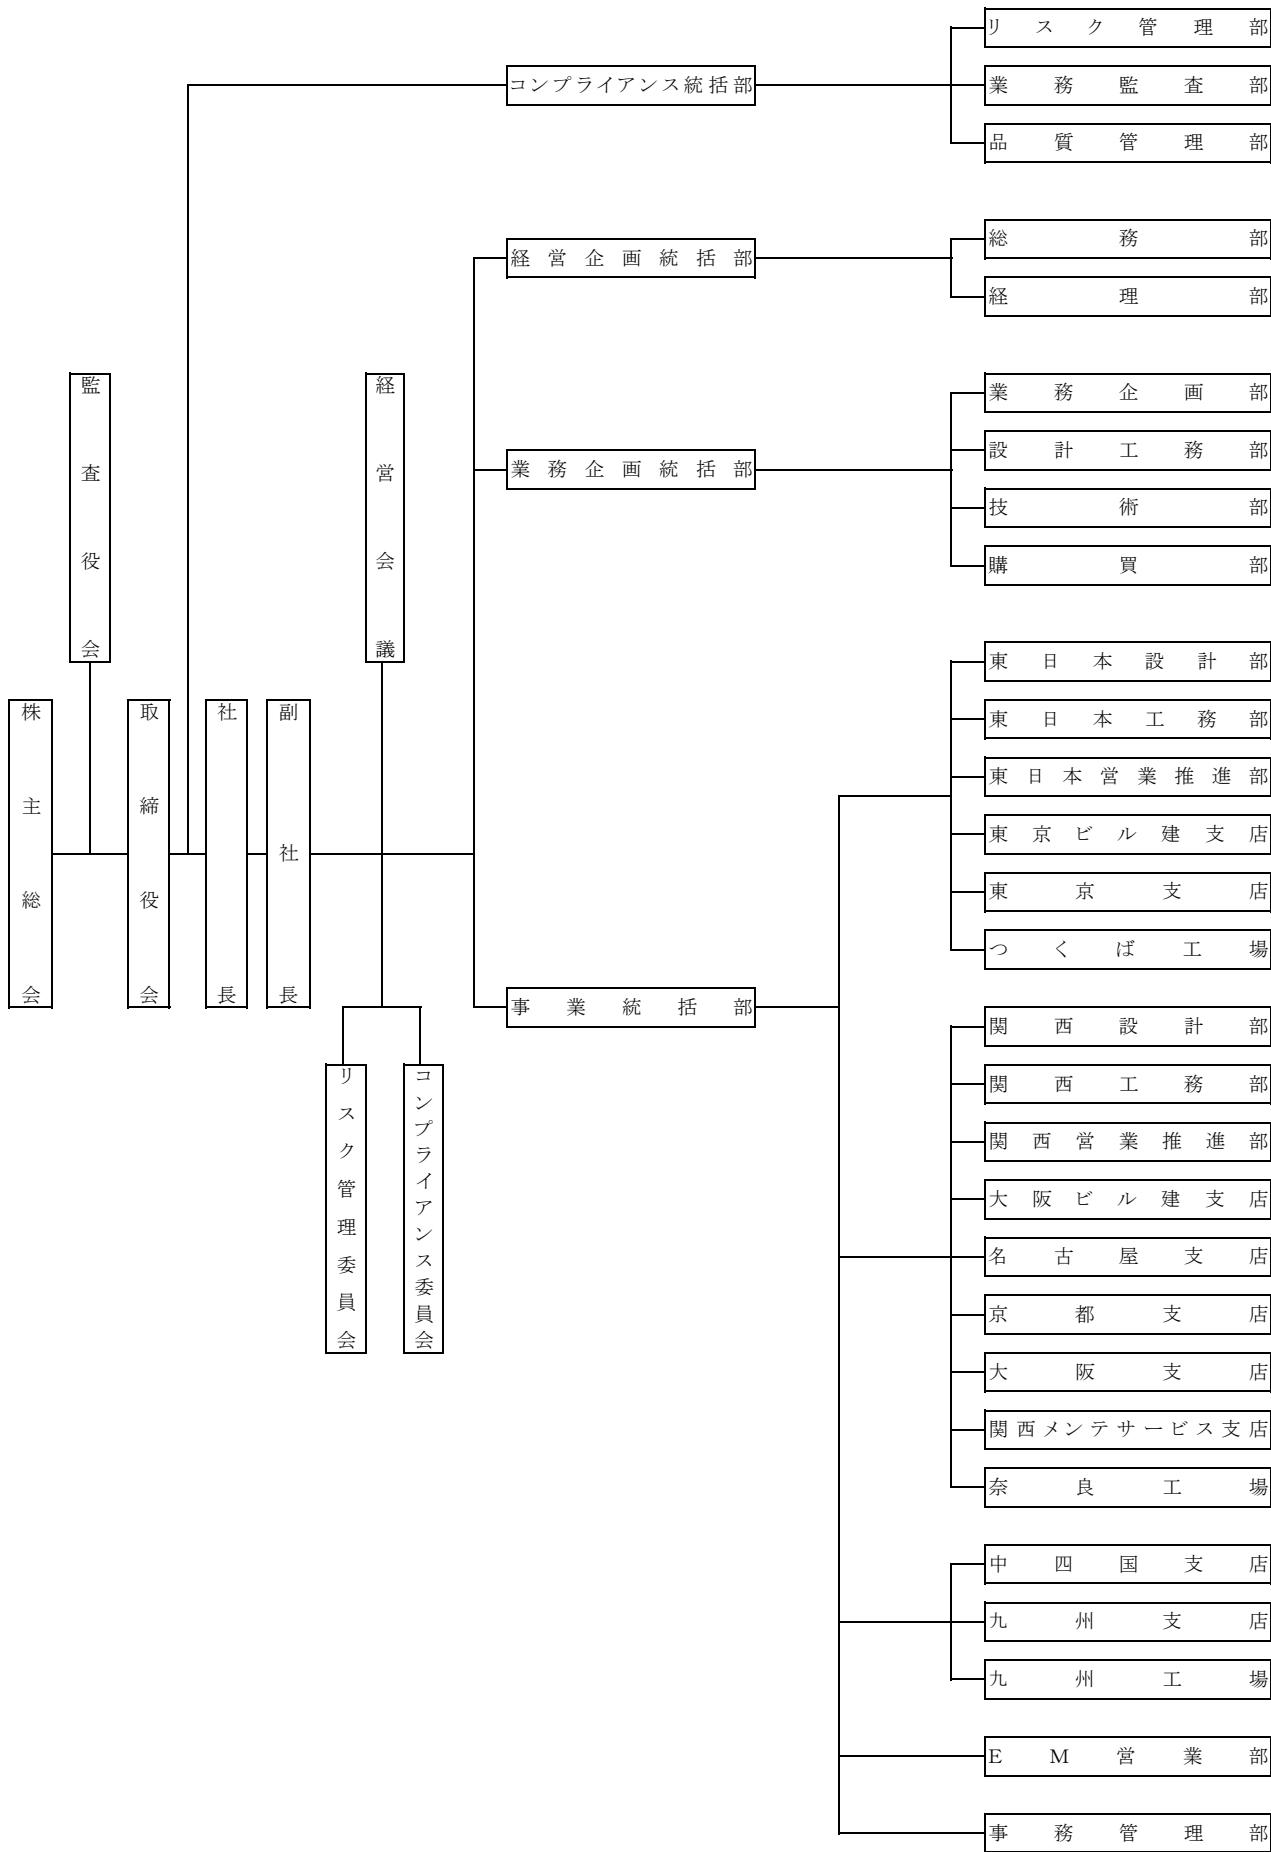 リスク管理部
コンプライアンス統括部
業務監査部
品質管理部
総務部
経営企画統括部
経理部
監査役会
経営会議
業務企画部
設計工務部
業務企画統括部
技術部
購買部
東日本設計部
株主総会
取締役会
社長
副社長
東日本工務部
東日本営業推進部
東京ビル建支店
東京支店
つくば工場
事業統括部
関西設計部
リスク管理委員会
コンプライアンス委員会
関西工務部
関西営業推進部
大阪ビル建支店
名古屋支店
京都支店
大阪支店
関西メンテサービス支店
奈良工場
中四国支店
九州支店
九州工場
EM営業部
事務管理部